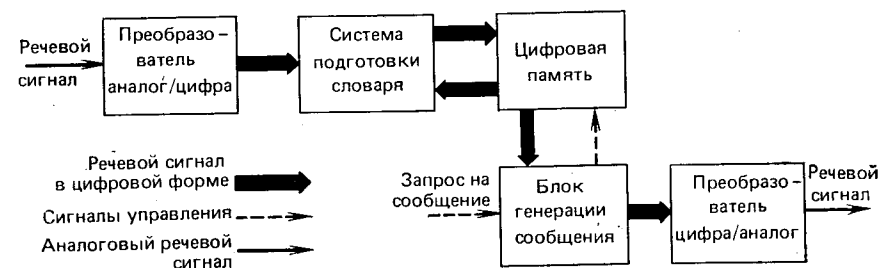 Речевой
сигнал
Преобразо-
ватель
аналог/цифра
Система
подготовки
словаря
Цифровая
память
Речевой сигнал
в цифровой форме
Сигналы управления
Аналоговый речевой
сигнал
Запрос на
сообщение
Блок
генерации
сообщения
Преобразо-
ватель
цифра/аналог
Речевой
сигнал